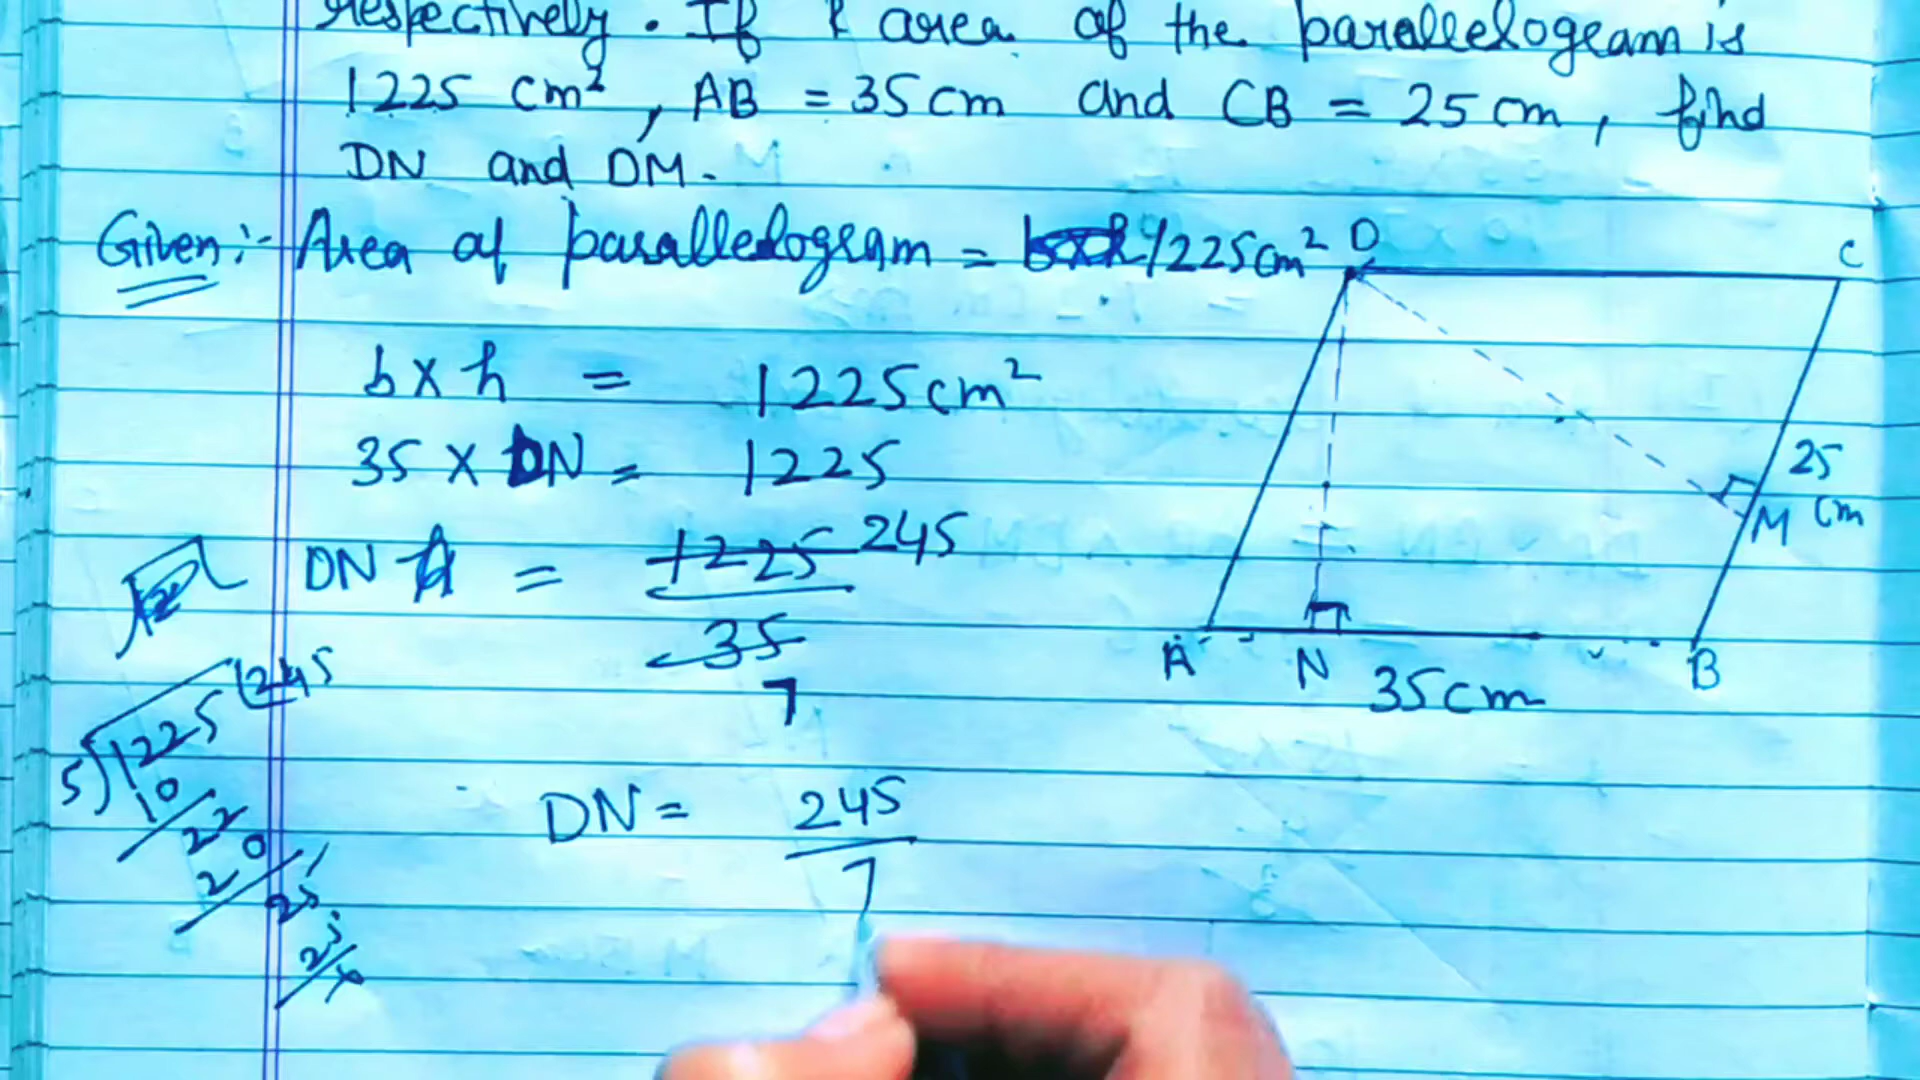 respectively. If area of the parallelogram is
1225 cm², AB = 35 cm and CB = 25 cm, find
DN and DM.
Given:- Area of parallelogram = 1225 cm²
b x h = 1225 cm²
35 x DN = 1225
DN = 1225 245
35
7
DN = 245
7
5) 1225 (245
10
22
20
25
25
x
D
C
25
cm
M
A
N
35 cm
B